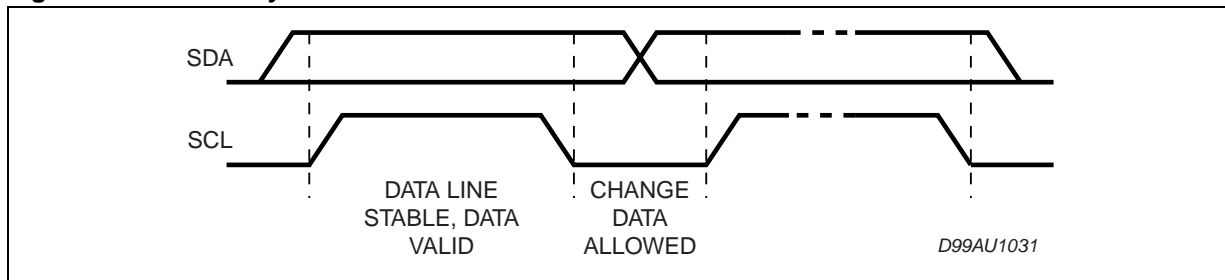 SDA
SCL
DATA LINE
STABLE, DATA
VALID
CHANGE
DATA
ALLOWED
D99AU1031